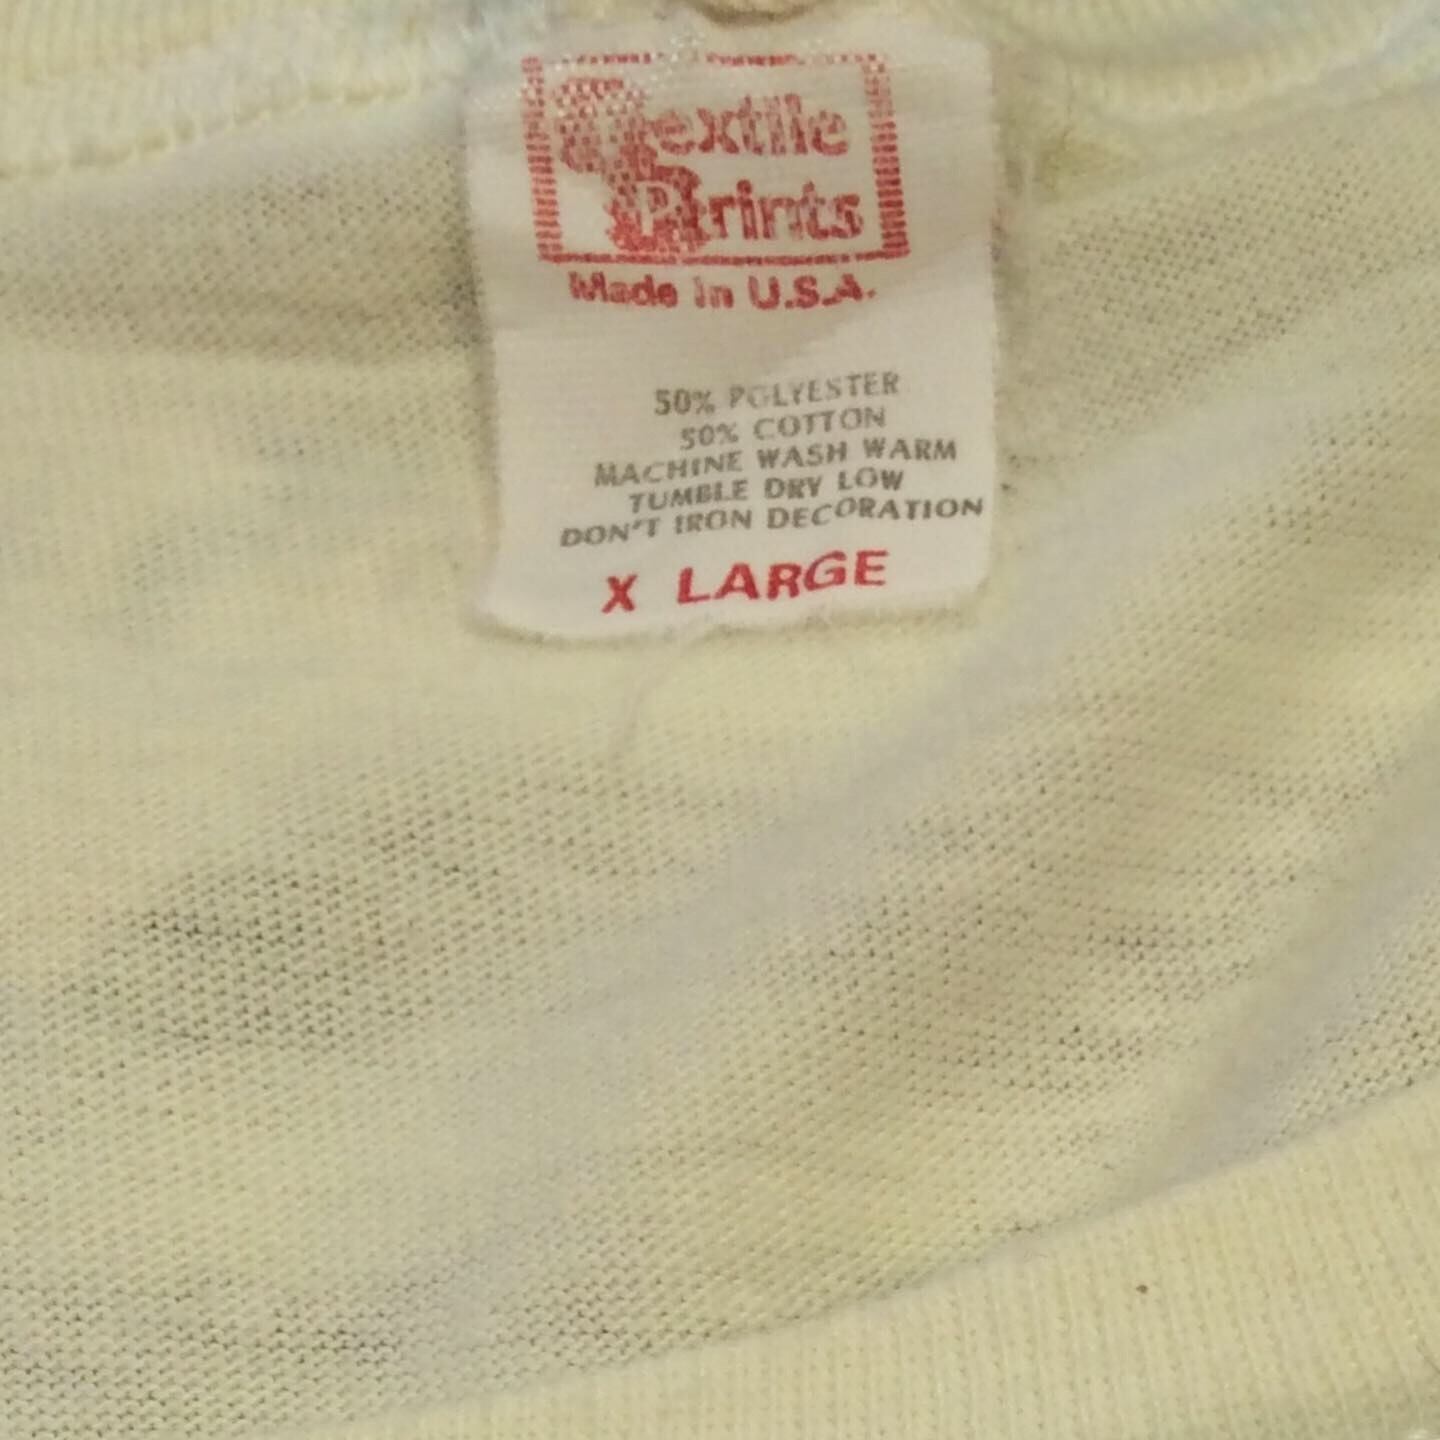 Textile
Prints
Made in U.S.A.
50% POLYESTER
50% COTTON
MACHINE WASH WARM
TUMBLE DRY LOW
DON'T IRON DECORATION
X LARGE